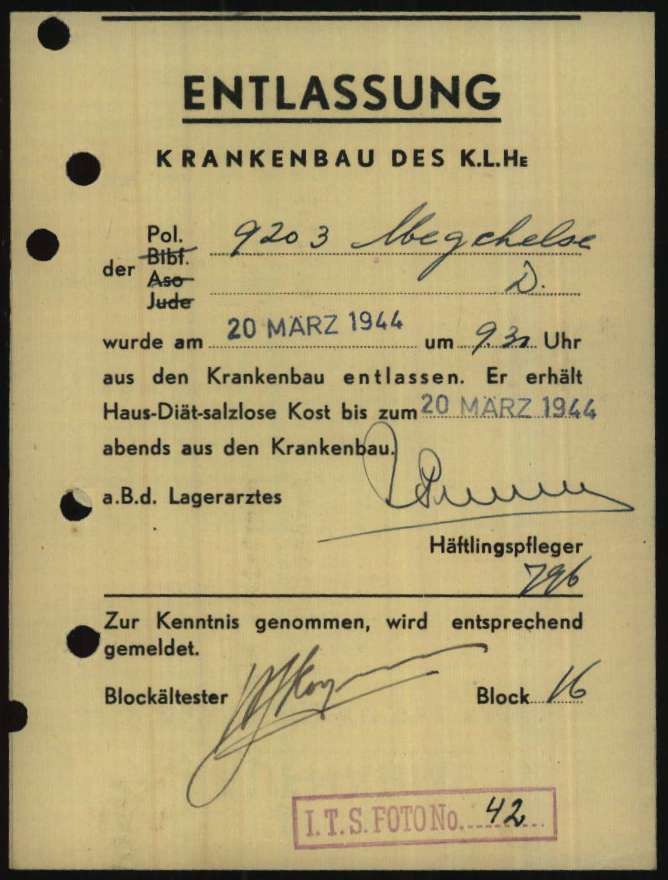 ENTLASSUNG
KRANKENBAU DES K.L.HE
der Pol. 9203 Megchelse
Bibf.
Aso D.
Jude
wurde am 20 MÄRZ 1944 um 9.30 Uhr
aus den Krankenbau entlassen. Er erhält
Haus-Diät-salzlose Kost bis zum 20 MÄRZ 1944
abends aus den Krankenbau.
a.B.d. Lagerarztes
Häftlingspfleger
796
Zur Kenntnis genommen, wird entsprechend
gemeldet.
Blockältester Block 16
I.T.S. FOTO No. 42